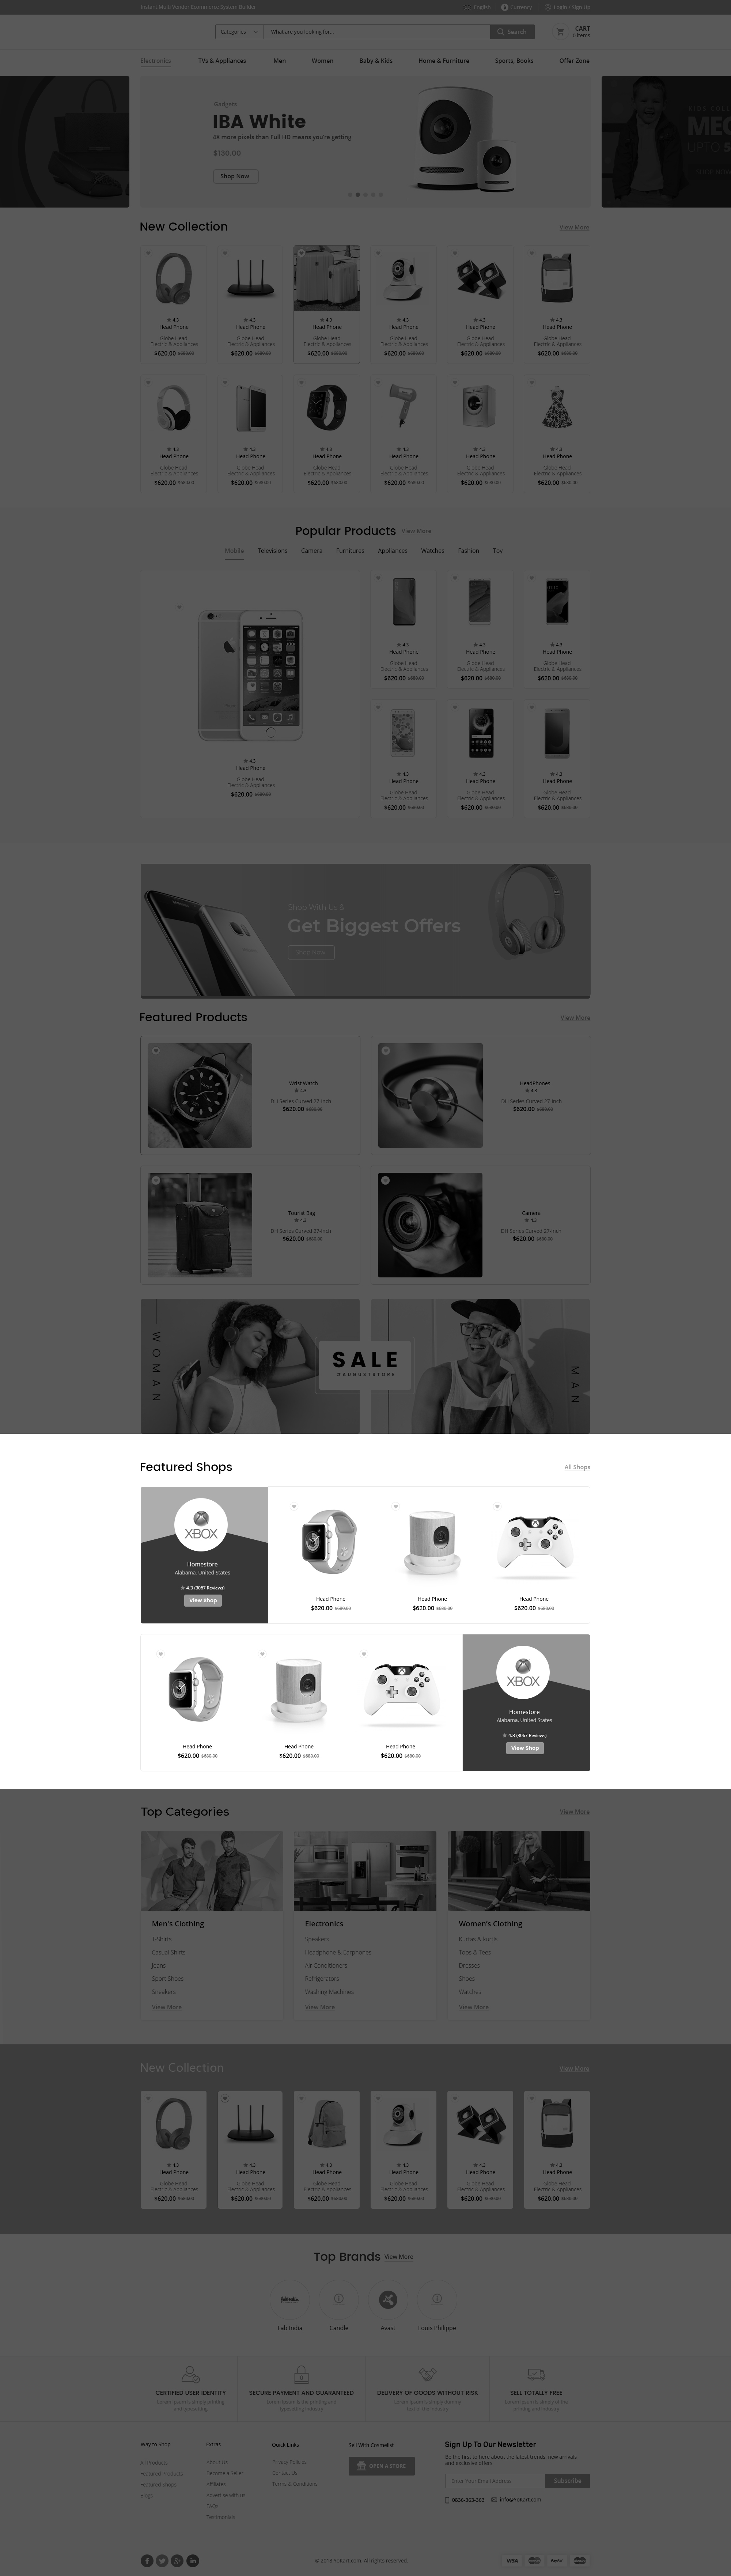 Instant Multi Vendor Ecommerce System Builder
English
Currency
Login / Sign Up
Categories
What are you looking for...
Search
CART
0 Items
Electronics TVs & Appliances Men Women Baby & Kids Home & Furniture Sports, Books Offer Zone
Gadgets
IBA White
4X more pixels than Full HD means you're getting
$130.00
Shop Now
KIDS COLL
MEG
UPTO 5
SHOP NOW
New Collection
View More
4.3 4.3 4.3 4.3 4.3 4.3
Head Phone Head Phone Head Phone Head Phone Head Phone Head Phone
Globe Head Globe Head Globe Head Globe Head Globe Head Globe Head
Electric & Appliances Electric & Appliances Electric & Appliances Electric & Appliances Electric & Appliances Electric & Appliances
$620.00 $680.00 $620.00 $680.00 $620.00 $680.00 $620.00 $680.00 $620.00 $680.00 $620.00 $680.00
4.3 4.3 4.3 4.3 4.3 4.3
Head Phone Head Phone Head Phone Head Phone Head Phone Head Phone
Globe Head Globe Head Globe Head Globe Head Globe Head Globe Head
Electric & Appliances Electric & Appliances Electric & Appliances Electric & Appliances Electric & Appliances Electric & Appliances
$620.00 $680.00 $620.00 $680.00 $620.00 $680.00 $620.00 $680.00 $620.00 $680.00 $620.00 $680.00
Popular Products View More
Mobile Televisions Camera Furnitures Appliances Watches Fashion Toy
4.3
Head Phone
Globe Head
Electric & Appliances
$620.00 $680.00
4.3 4.3 4.3
Head Phone Head Phone Head Phone
Globe Head Globe Head Globe Head
Electric & Appliances Electric & Appliances Electric & Appliances
$620.00 $680.00 $620.00 $680.00 $620.00 $680.00
4.3 4.3 4.3
Head Phone Head Phone Head Phone
Globe Head Globe Head Globe Head
Electric & Appliances Electric & Appliances Electric & Appliances
$620.00 $680.00 $620.00 $680.00 $620.00 $680.00
Shop With Us &
Get Biggest Offers
Shop Now
Featured Products
View More
Wrist Watch
4.3
DH Series Curved 27-Inch
$620.00 $680.00
HeadPhones
4.3
DH Series Curved 27-Inch
$620.00 $680.00
Tourist Bag
4.3
DH Series Curved 27-Inch
$620.00 $680.00
Camera
4.3
DH Series Curved 27-Inch
$620.00 $680.00
WOMAN
SALE
#AUGUSTSTORE
MAN
Featured Shops
All Shops
XBOX
Homestore
Alabama, United States
4.3 (3067 Reviews)
View Shop
Head Phone Head Phone Head Phone
$620.00 $680.00 $620.00 $680.00 $620.00 $680.00
Head Phone Head Phone Head Phone
$620.00 $680.00 $620.00 $680.00 $620.00 $680.00
XBOX
Homestore
Alabama, United States
4.3 (3067 Reviews)
View Shop
Top Categories
View More
Men's Clothing
T-Shirts
Casual Shirts
Jeans
Sport Shoes
Sneakers
View More
Electronics
Speakers
Headphone & Earphones
Air Conditioners
Refrigerators
Washing Machines
View More
Women's Clothing
Kurtas & kurtis
Tops & Tees
Dresses
Shoes
Watches
View More
New Collection
View More
4.3 4.3 4.3 4.3 4.3 4.3
Head Phone Head Phone Head Phone Head Phone Head Phone Head Phone
Globe Head Globe Head Globe Head Globe Head Globe Head Globe Head
Electric & Appliances Electric & Appliances Electric & Appliances Electric & Appliances Electric & Appliances Electric & Appliances
$620.00 $680.00 $620.00 $680.00 $620.00 $680.00 $620.00 $680.00 $620.00 $680.00 $620.00 $680.00
Top Brands View More
fabindia
Fab India Candle Avast Louis Philippe
CERTIFIED USER IDENTITY
SECURE PAYMENT AND GUARANTEED
DELIVERY OF GOODS WITHOUT RISK
SELL TOTALLY FREE
Way to Shop
All Products
Featured Products
Featured Shops
Blogs
Extras
About Us
Become a Seller
Affiliates
Advertise with us
FAQs
Testimonies
Quick Links
Privacy Policies
Contact Us
Terms & Conditions
Sell With Cosmelist
OPEN A STORE
Sign Up To Our Newsletter
Be the first to here about the latest trends, new arrivals
and exclusive offers
Enter Your Email Address
Subscribe
0836-363-363
© 2018 YoKart.com. All rights reserved.
VISA
PayPal